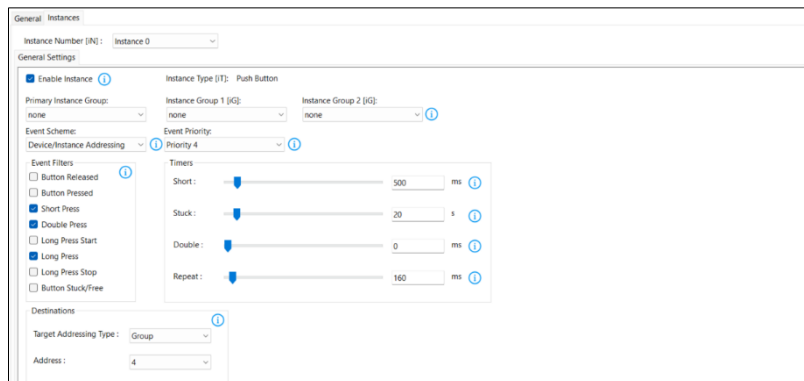 General Instances
Instance Number [iN] : Instance 0
General Settings
Enable Instance Instance Type [iT]: Push Button
Primary Instance Group: Instance Group 1 [iG]: Instance Group 2 [iG]:
none none none
Event Scheme: Event Priority:
Device/Instance Addressing Priority 4
Event Filters Timers
Button Released
Short : 500 ms
Button Pressed
Short Press
Stuck : 20 s
Double Press
Long Press Start
Double : 0 ms
Long Press
Long Press Stop
Repeat : 160 ms
Button Stuck/Free
Destinations
Target Addressing Type : Group
Address : 4